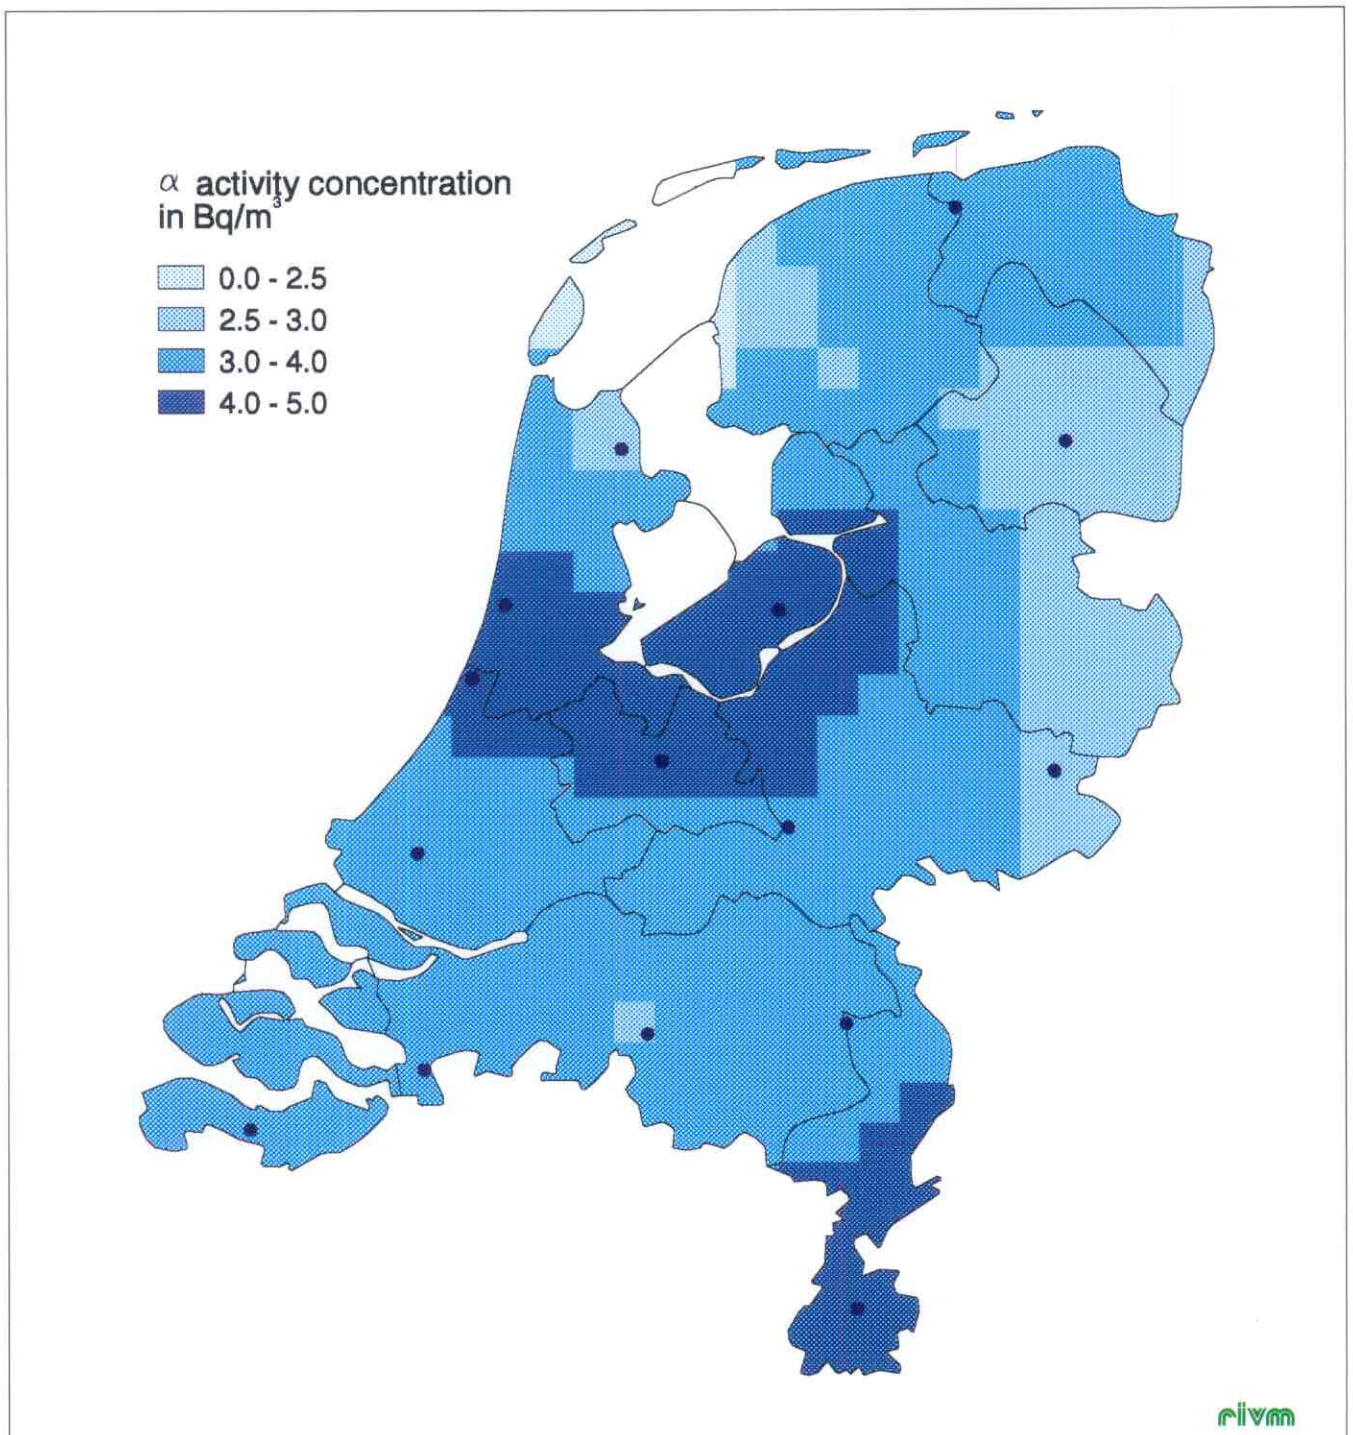 α activity concentration
in Bq/m³
0.0 - 2.5
2.5 - 3.0
3.0 - 4.0
4.0 - 5.0
rivm